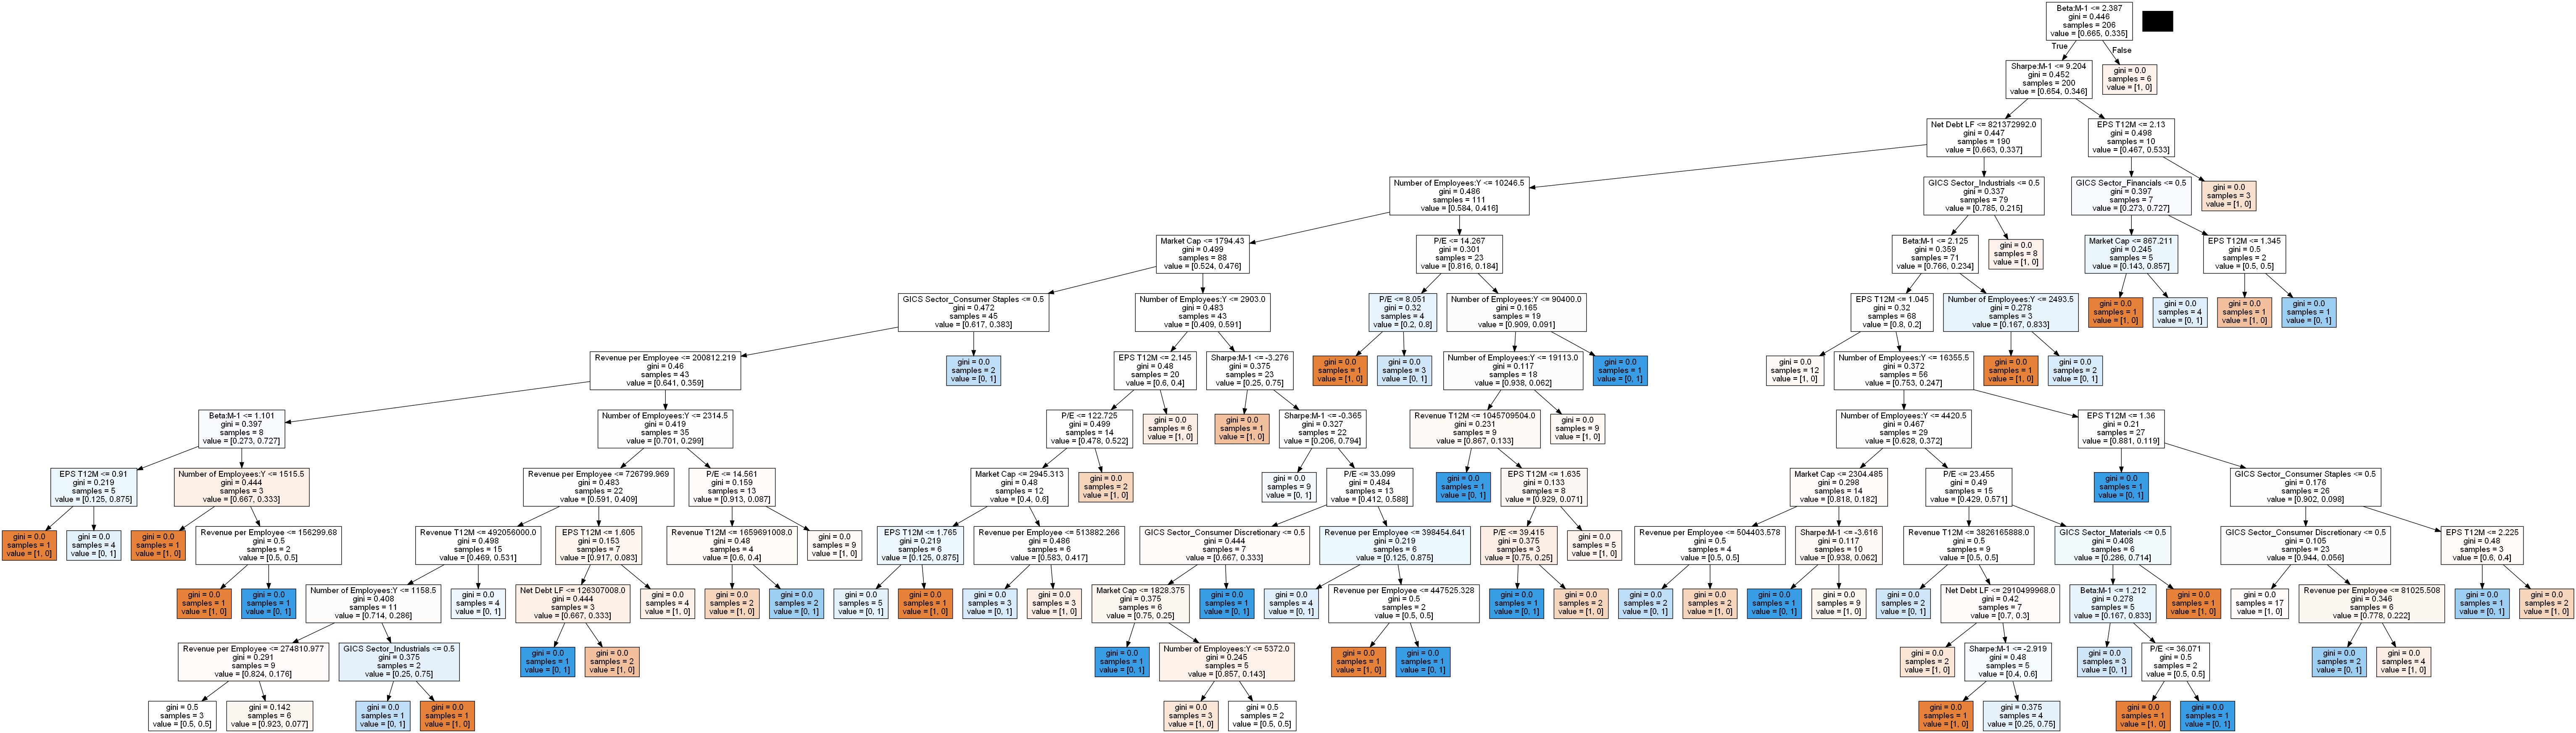 Beta:M-1 <= 2.387
gini = 0.446
samples = 206
value = [0.665, 0.335]
True
False
Sharpe:M-1 <= 9.204
gini = 0.452
samples = 200
value = [0.654, 0.346]
gini = 0.0
samples = 6
value = [1, 0]
Net Debt LF <= 821372992.0
gini = 0.447
samples = 190
value = [0.663, 0.337]
EPS T12M <= 2.13
gini = 0.498
samples = 10
value = [0.467, 0.533]
Number of Employees:Y <= 10246.5
gini = 0.486
samples = 111
value = [0.584, 0.416]
GICS Sector_Industrials <= 0.5
gini = 0.337
samples = 79
value = [0.785, 0.215]
GICS Sector_Financials <= 0.5
gini = 0.397
samples = 7
value = [0.273, 0.727]
gini = 0.0
samples = 3
value = [1, 0]
Market Cap <= 1794.43
gini = 0.499
samples = 88
value = [0.524, 0.476]
P/E <= 14.267
gini = 0.301
samples = 23
value = [0.816, 0.184]
Beta:M-1 <= 2.125
gini = 0.359
samples = 71
value = [0.766, 0.234]
gini = 0.0
samples = 8
value = [1, 0]
Market Cap <= 867.211
gini = 0.245
samples = 5
value = [0.143, 0.857]
EPS T12M <= 1.345
gini = 0.5
samples = 2
value = [0.5, 0.5]
GICS Sector_Consumer Staples <= 0.5
gini = 0.472
samples = 45
value = [0.617, 0.383]
Number of Employees:Y <= 2903.0
gini = 0.483
samples = 43
value = [0.409, 0.591]
P/E <= 8.051
gini = 0.32
samples = 4
value = [0.2, 0.8]
Number of Employees:Y <= 90400.0
gini = 0.165
samples = 19
value = [0.909, 0.091]
EPS T12M <= 1.045
gini = 0.32
samples = 68
value = [0.8, 0.2]
Number of Employees:Y <= 2493.5
gini = 0.278
samples = 3
value = [0.167, 0.833]
gini = 0.0
samples = 1
value = [1, 0]
gini = 0.0
samples = 4
value = [0, 1]
gini = 0.0
samples = 1
value = [1, 0]
gini = 0.0
samples = 1
value = [0, 1]
Revenue per Employee <= 200812.219
gini = 0.46
samples = 43
value = [0.641, 0.359]
gini = 0.0
samples = 2
value = [0, 1]
EPS T12M <= 2.145
gini = 0.48
samples = 20
value = [0.6, 0.4]
Sharpe:M-1 <= -3.276
gini = 0.375
samples = 23
value = [0.25, 0.75]
gini = 0.0
samples = 1
value = [1, 0]
gini = 0.0
samples = 3
value = [0, 1]
Number of Employees:Y <= 19113.0
gini = 0.117
samples = 18
value = [0.938, 0.062]
gini = 0.0
samples = 1
value = [0, 1]
gini = 0.0
samples = 12
value = [1, 0]
Number of Employees:Y <= 16355.5
gini = 0.372
samples = 56
value = [0.753, 0.247]
gini = 0.0
samples = 1
value = [1, 0]
gini = 0.0
samples = 2
value = [0, 1]
Beta:M-1 <= 1.101
gini = 0.397
samples = 8
value = [0.273, 0.727]
Number of Employees:Y <= 2314.5
gini = 0.419
samples = 35
value = [0.701, 0.299]
P/E <= 122.725
gini = 0.499
samples = 14
value = [0.478, 0.522]
gini = 0.0
samples = 6
value = [1, 0]
gini = 0.0
samples = 1
value = [1, 0]
Sharpe:M-1 <= -0.365
gini = 0.327
samples = 22
value = [0.206, 0.794]
Revenue T12M <= 1045709504.0
gini = 0.231
samples = 9
value = [0.867, 0.133]
gini = 0.0
samples = 9
value = [1, 0]
Number of Employees:Y <= 4420.5
gini = 0.467
samples = 29
value = [0.628, 0.372]
EPS T12M <= 1.36
gini = 0.21
samples = 27
value = [0.881, 0.119]
EPS T12M <= 0.91
gini = 0.219
samples = 5
value = [0.125, 0.875]
Number of Employees:Y <= 1515.5
gini = 0.444
samples = 3
value = [0.667, 0.333]
Revenue per Employee <= 726799.969
gini = 0.483
samples = 22
value = [0.591, 0.409]
P/E <= 14.561
gini = 0.159
samples = 13
value = [0.913, 0.087]
Market Cap <= 2945.313
gini = 0.48
samples = 12
value = [0.4, 0.6]
gini = 0.0
samples = 2
value = [1, 0]
gini = 0.0
samples = 9
value = [0, 1]
P/E <= 33.099
gini = 0.484
samples = 13
value = [0.412, 0.588]
gini = 0.0
samples = 1
value = [0, 1]
EPS T12M <= 1.635
gini = 0.133
samples = 8
value = [0.929, 0.071]
Market Cap <= 2304.485
gini = 0.298
samples = 14
value = [0.818, 0.182]
P/E <= 23.455
gini = 0.49
samples = 15
value = [0.429, 0.571]
gini = 0.0
samples = 1
value = [0, 1]
GICS Sector_Consumer Staples <= 0.5
gini = 0.176
samples = 26
value = [0.902, 0.098]
gini = 0.0
samples = 1
value = [1, 0]
gini = 0.0
samples = 4
value = [0, 1]
gini = 0.0
samples = 1
value = [1, 0]
Revenue per Employee <= 156299.68
gini = 0.5
samples = 2
value = [0.5, 0.5]
Revenue T12M <= 492056000.0
gini = 0.498
samples = 15
value = [0.469, 0.531]
EPS T12M <= 1.605
gini = 0.153
samples = 7
value = [0.917, 0.083]
Revenue T12M <= 1659691008.0
gini = 0.48
samples = 4
value = [0.6, 0.4]
gini = 0.0
samples = 9
value = [1, 0]
EPS T12M <= 1.765
gini = 0.219
samples = 6
value = [0.125, 0.875]
Revenue per Employee <= 513882.266
gini = 0.486
samples = 6
value = [0.583, 0.417]
GICS Sector_Consumer Discretionary <= 0.5
gini = 0.444
samples = 7
value = [0.667, 0.333]
Revenue per Employee <= 398454.641
gini = 0.219
samples = 6
value = [0.125, 0.875]
P/E <= 39.415
gini = 0.375
samples = 3
value = [0.75, 0.25]
gini = 0.0
samples = 5
value = [1, 0]
Revenue per Employee <= 504403.578
gini = 0.5
samples = 4
value = [0.5, 0.5]
Sharpe:M-1 <= -3.616
gini = 0.117
samples = 10
value = [0.938, 0.062]
Revenue T12M <= 3826165888.0
gini = 0.5
samples = 9
value = [0.5, 0.5]
GICS Sector_Materials <= 0.5
gini = 0.408
samples = 6
value = [0.286, 0.714]
GICS Sector_Consumer Discretionary <= 0.5
gini = 0.105
samples = 23
value = [0.944, 0.056]
EPS T12M <= 2.225
gini = 0.48
samples = 3
value = [0.6, 0.4]
gini = 0.0
samples = 1
value = [1, 0]
gini = 0.0
samples = 1
value = [0, 1]
Number of Employees:Y <= 1158.5
gini = 0.408
samples = 11
value = [0.714, 0.286]
gini = 0.0
samples = 4
value = [0, 1]
Net Debt LF <= 126307008.0
gini = 0.444
samples = 3
value = [0.667, 0.333]
gini = 0.0
samples = 4
value = [1, 0]
gini = 0.0
samples = 2
value = [1, 0]
gini = 0.0
samples = 2
value = [0, 1]
gini = 0.0
samples = 5
value = [0, 1]
gini = 0.0
samples = 1
value = [1, 0]
gini = 0.0
samples = 3
value = [0, 1]
gini = 0.0
samples = 3
value = [1, 0]
Market Cap <= 1828.375
gini = 0.375
samples = 6
value = [0.75, 0.25]
gini = 0.0
samples = 1
value = [0, 1]
gini = 0.0
samples = 4
value = [0, 1]
Revenue per Employee <= 447525.328
gini = 0.5
samples = 2
value = [0.5, 0.5]
gini = 0.0
samples = 1
value = [0, 1]
gini = 0.0
samples = 2
value = [1, 0]
gini = 0.0
samples = 2
value = [0, 1]
gini = 0.0
samples = 2
value = [1, 0]
gini = 0.0
samples = 1
value = [0, 1]
gini = 0.0
samples = 9
value = [1, 0]
gini = 0.0
samples = 2
value = [0, 1]
Net Debt LF <= 2910499968.0
gini = 0.42
samples = 7
value = [0.7, 0.3]
Beta:M-1 <= 1.212
gini = 0.278
samples = 5
value = [0.167, 0.833]
gini = 0.0
samples = 1
value = [1, 0]
gini = 0.0
samples = 17
value = [1, 0]
Revenue per Employee <= 81025.508
gini = 0.346
samples = 6
value = [0.778, 0.222]
gini = 0.0
samples = 1
value = [0, 1]
gini = 0.0
samples = 2
value = [1, 0]
Revenue per Employee <= 274810.977
gini = 0.291
samples = 9
value = [0.824, 0.176]
GICS Sector_Industrials <= 0.5
gini = 0.375
samples = 2
value = [0.25, 0.75]
gini = 0.0
samples = 1
value = [0, 1]
gini = 0.0
samples = 2
value = [1, 0]
gini = 0.0
samples = 1
value = [0, 1]
Number of Employees:Y <= 5372.0
gini = 0.245
samples = 5
value = [0.857, 0.143]
gini = 0.0
samples = 1
value = [1, 0]
gini = 0.0
samples = 1
value = [0, 1]
gini = 0.0
samples = 2
value = [1, 0]
Sharpe:M-1 <= -2.919
gini = 0.48
samples = 5
value = [0.4, 0.6]
gini = 0.0
samples = 3
value = [0, 1]
P/E <= 36.071
gini = 0.5
samples = 2
value = [0.5, 0.5]
gini = 0.0
samples = 2
value = [0, 1]
gini = 0.0
samples = 4
value = [1, 0]
gini = 0.5
samples = 3
value = [0.5, 0.5]
gini = 0.142
samples = 6
value = [0.923, 0.077]
gini = 0.0
samples = 1
value = [0, 1]
gini = 0.0
samples = 1
value = [1, 0]
gini = 0.0
samples = 3
value = [1, 0]
gini = 0.5
samples = 2
value = [0.5, 0.5]
gini = 0.0
samples = 1
value = [1, 0]
gini = 0.375
samples = 4
value = [0.25, 0.75]
gini = 0.0
samples = 1
value = [1, 0]
gini = 0.0
samples = 1
value = [0, 1]